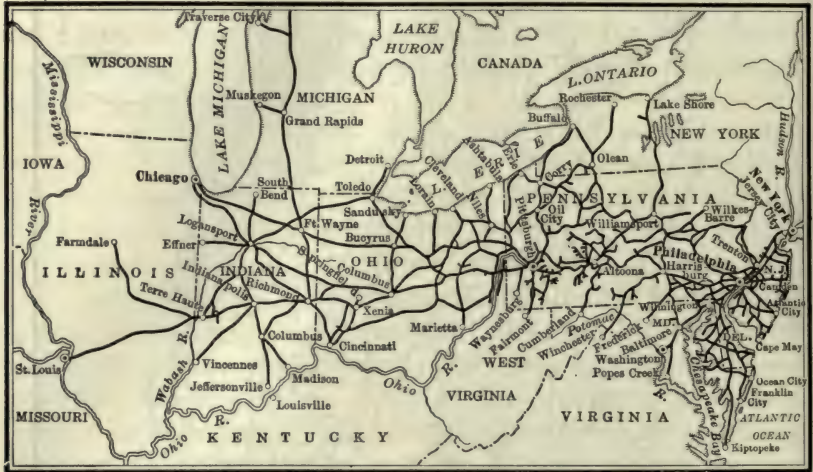 Traverse City
LAKE
HURON
WISCONSIN
LAKE MICHIGAN
CANADA
L. ONTARIO
Mississippi
River
Muskegon
MICHIGAN
Grand Rapids
Rochester
Lake Shore
Buffalo
NEW YORK
Hudson R.
IOWA
Detroit
L. ERIE
Cleveland
Lorain
Ashtabula
Erie
Corry
Olean
Chicago
South
Bend
Toledo
Sandusky
Niles
PENNSYLVANIA
Oil
City
Pittsburgh
Williamsport
Wilkes
Barre
New York
Jersey City
Logansport
Ft. Wayne
Bucyrus
Farmdale
Effner
OHIO
Trenton
Philadelphia
N.J.
ILLINOIS
INDIANA
Springfield
Columbus
Altoona
Harris
burg
Camden
Indianapolis
Richmond
Terre Haute
Xenia
Wilmington
Atlantic
City
Marietta
Waynesburg
Fairmont
Cumberland
Potomac
Winchester
Frederick
MD.
Baltimore
DEL.
Cape May
Columbus
Cincinnati
St. Louis
Wabash R.
Vincennes
Madison
Jeffersonville
Louisville
Ohio R.
WEST
VIRGINIA
Washington
Popes Creek
R.
Chesapeake Bay
Ocean City
Franklin
City
MISSOURI
Ohio R.
KENTUCKY
VIRGINIA
ATLANTIC
OCEAN
Kiptopeke